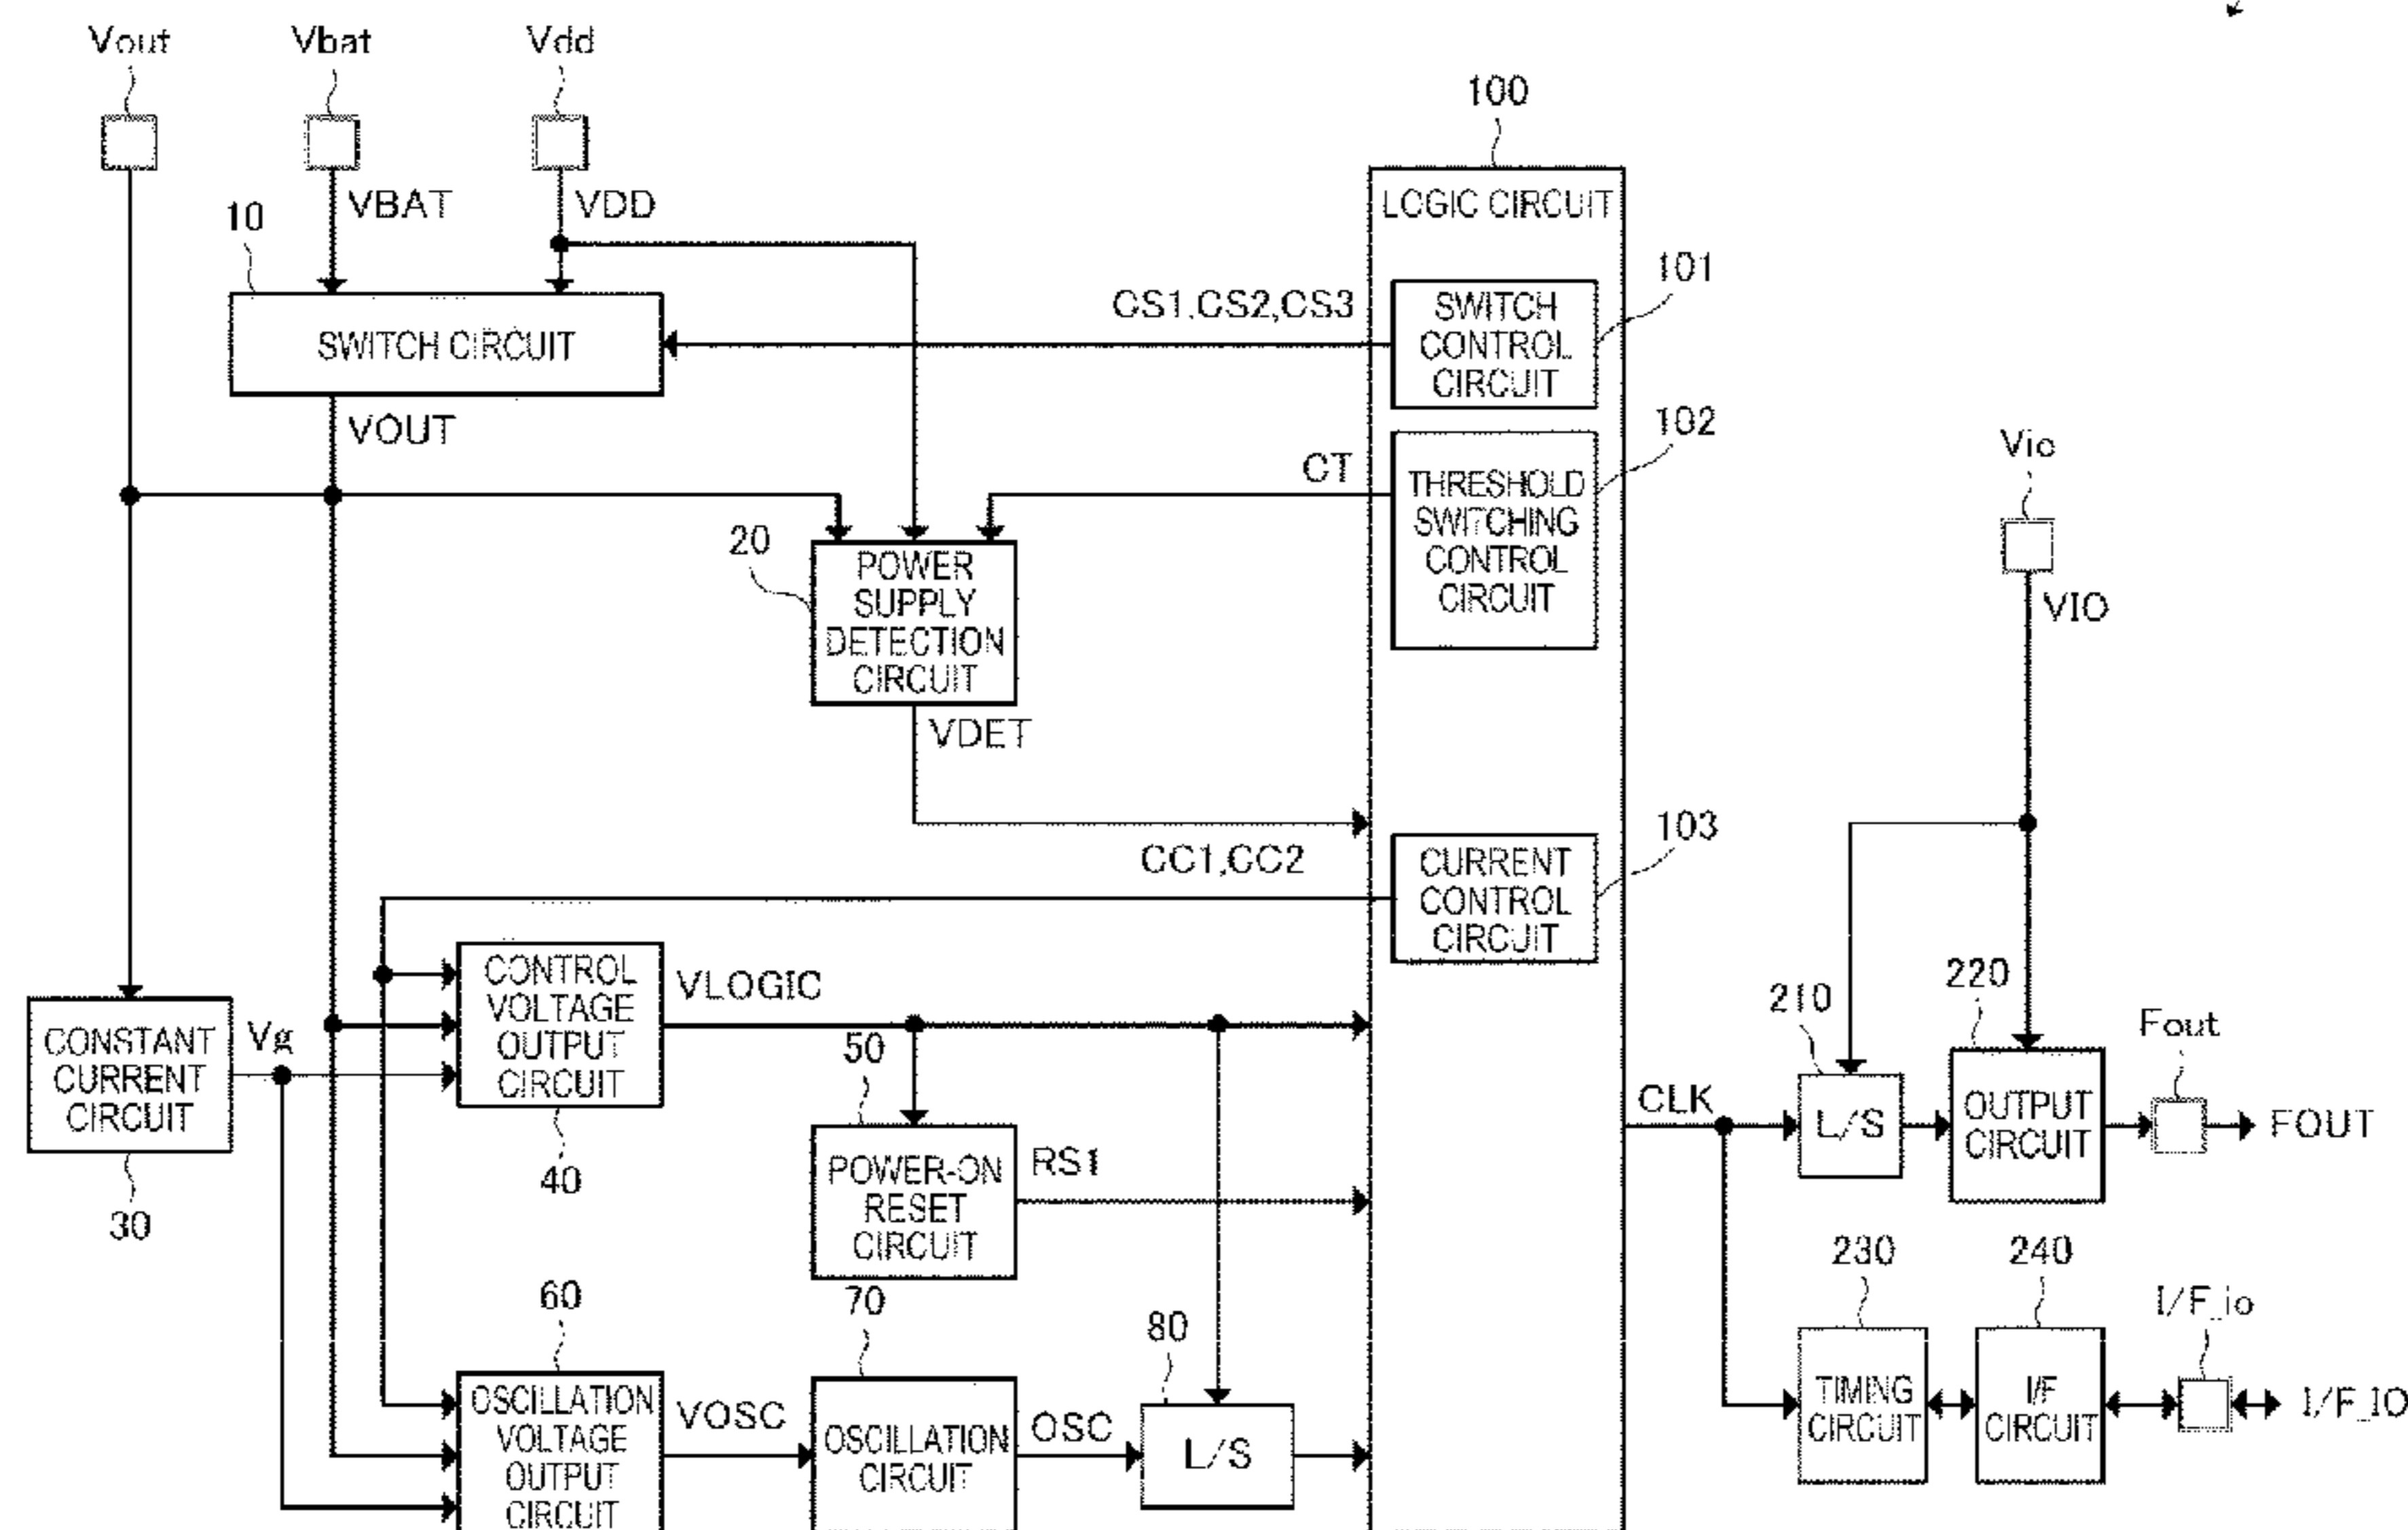 Vout
Vbat
Vdd
100
VBAT
VDD
LOGIC CIRCUIT
10
101
CS1,CS2,CS3
SWITCH
CONTROL
CIRCUIT
SWITCH CIRCUIT
VOUT
102
Vio
CT
THRESHOLD
SWITCHING
CONTROL
CIRCUIT
20
POWER
SUPPLY
DETECTION
CIRCUIT
VIO
VDET
103
CC1,CC2
CURRENT
CONTROL
CIRCUIT
CONTROL
VOLTAGE
OUTPUT
CIRCUIT
VLOGIC
220
210
Fout
CONSTANT
CURRENT
CIRCUIT
Vg
50
CLK
L/S
OUTPUT
CIRCUIT
FOUT
40
POWER-ON
RESET
CIRCUIT
RS1
30
230
240
60
70
80
I/F_io
OSCILLATION
VOLTAGE
OUTPUT
CIRCUIT
VOSC
OSCILLATION
CIRCUIT
OSC
L/S
TIMING
CIRCUIT
I/F
CIRCUIT
I/F_IO